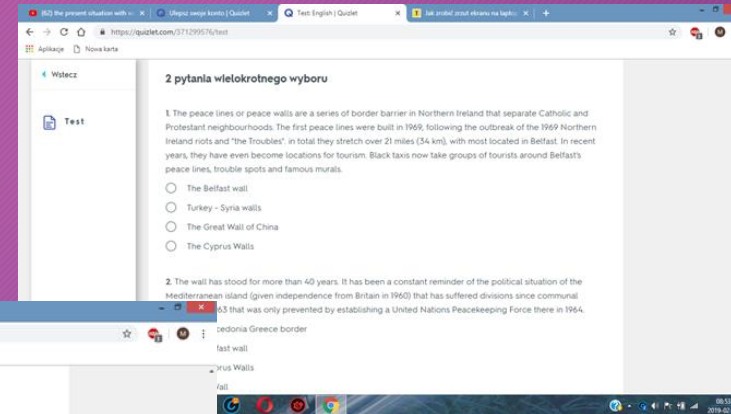 (62) the present situation with w
Ulepsz swoje konto | Quizlet
Test: English | Quizlet
Jak zrobić zrzut ekranu na lapto
https://quizlet.com/371299576/test
Aplikacje Nowa karta
Wstecz
Test
2 pytania wielokrotnego wyboru
1. The peace lines or peace walls are a series of border barrier in Northern Ireland that separate Catholic and
Protestant neighbourhoods. The first peace lines were built in 1969, following the outbreak of the 1969 Northern
Ireland riots and "the Troubles". in total they stretch over 21 miles (34 km), with most located in Belfast. In recent
years, they have even become locations for tourism. Black taxis now take groups of tourists around Belfast's
peace lines, trouble spots and famous murals.
The Belfast wall
Turkey - Syria walls
The Great Wall of China
The Cyprus Walls
2. The wall has stood for more than 40 years. It has been a constant reminder of the political situation of the
Mediterranean island (given independence from Britain in 1960) that has suffered divisions since communal
63 that was only prevented by establishing a United Nations Peacekeeping Force there in 1964.
cedonia Greece border
fast wall
prus Walls
Wall
M
08:53